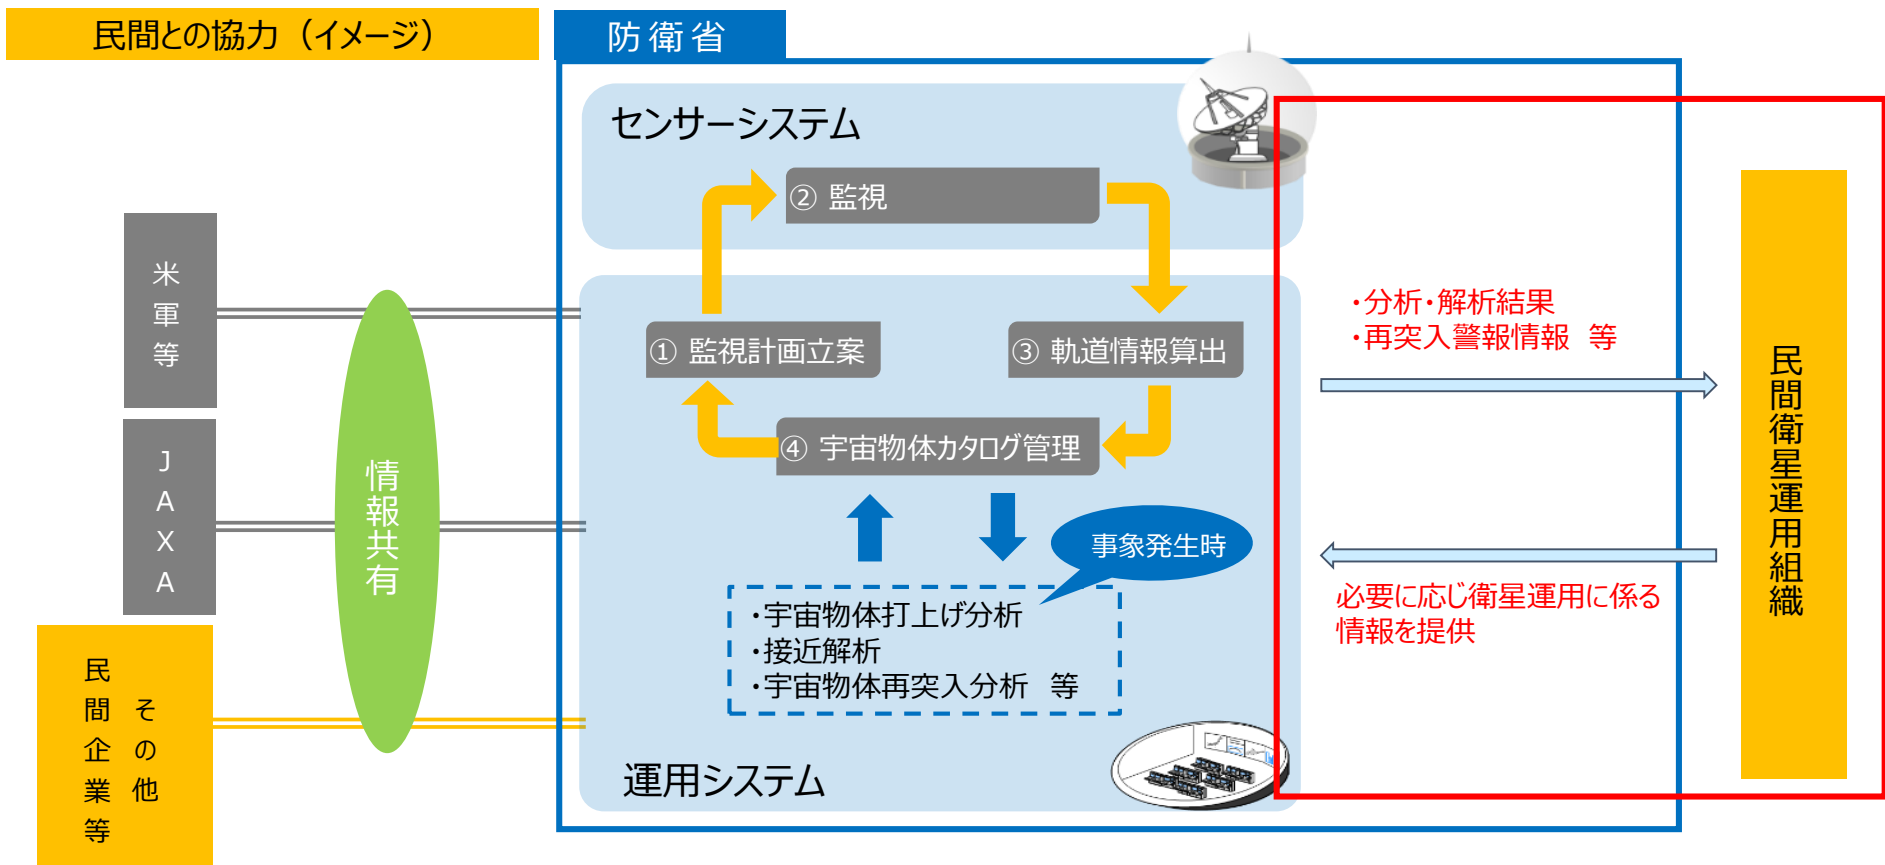 民間との協力（イメージ）
防衛省
センサーシステム
② 監視
① 監視計画立案
③ 軌道情報算出
④ 宇宙物体カタログ管理
事象発生時
・宇宙物体打上げ分析
・接近解析
・宇宙物体再突入分析　等
運用システム
米軍等
JAXA
その他
民間企業等
情報共有
・分析・解析結果
・再突入警報情報　等
必要に応じ衛星運用に係る
情報を提供
民間衛星運用組織